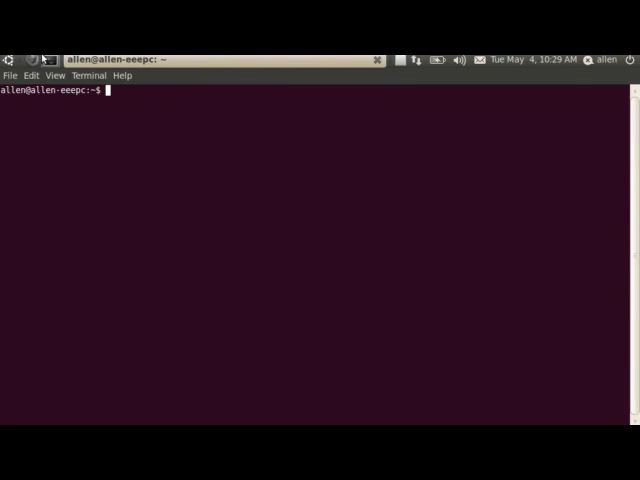 allen@allen-eeepc: ~ Tue May 4, 10:29 AM allen
File Edit View Terminal Help
allen@allen-eeepc:~$